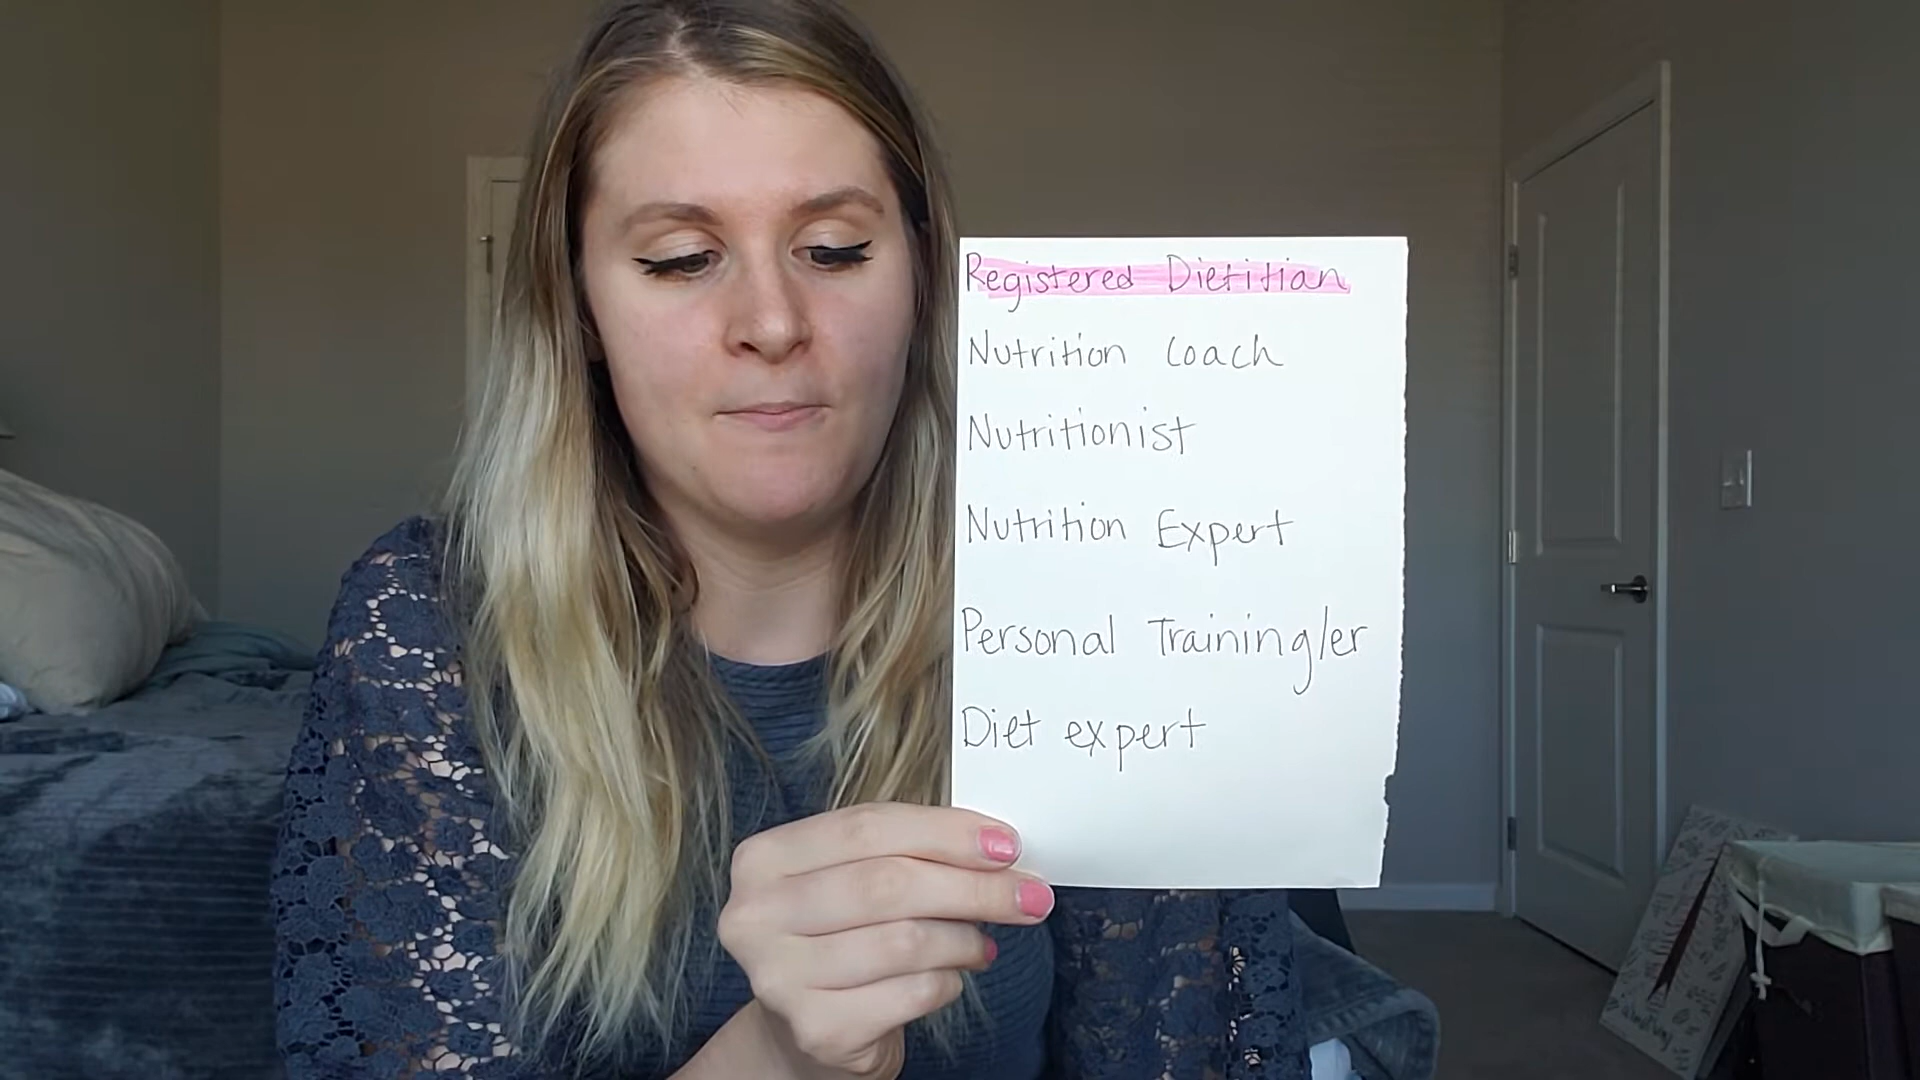 Registered Dietitian
Nutrition Coach
Nutritionist
Nutrition Expert
Personal Training/er
Diet expert